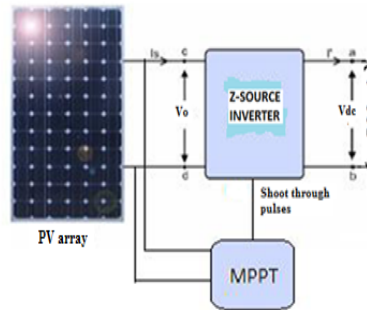 Is
c
I'
a
Vo
Z-SOURCE
INVERTER
Vdc
d
b
Shoot through
pulses
PV array
MPPT